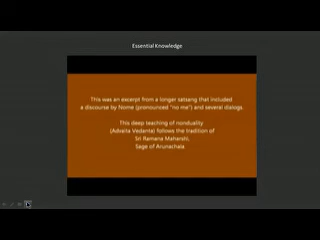 Essential Knowledge
This was an excerpt from a longer satsang that included
a discourse by Nome (pronounced "no me") and several dialogs.
This deep teaching of nonduality
(Advaita Vedanta) follows the tradition of
Sri Ramana Maharshi,
Sage of Arunachala.